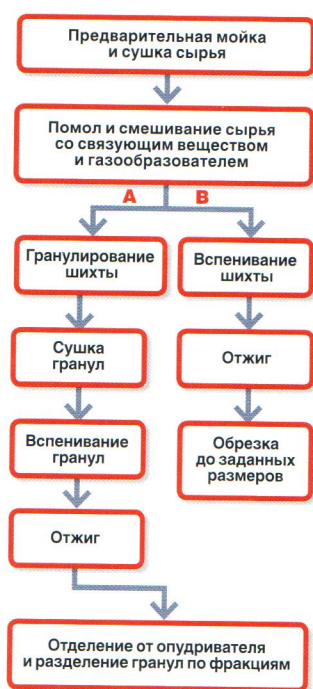 Предварительная мойка
и сушка сырья
Помол и смешивание сырья
со связующим веществом
и газообразователем
А
В
Гранулирование
шихты
Вспенивание
шихты
Сушка
гранул
Отжиг
Вспенивание
гранул
Обрезка
до заданных
размеров
Отжиг
Отделение от опудривателя
и разделение гранул по фракциям